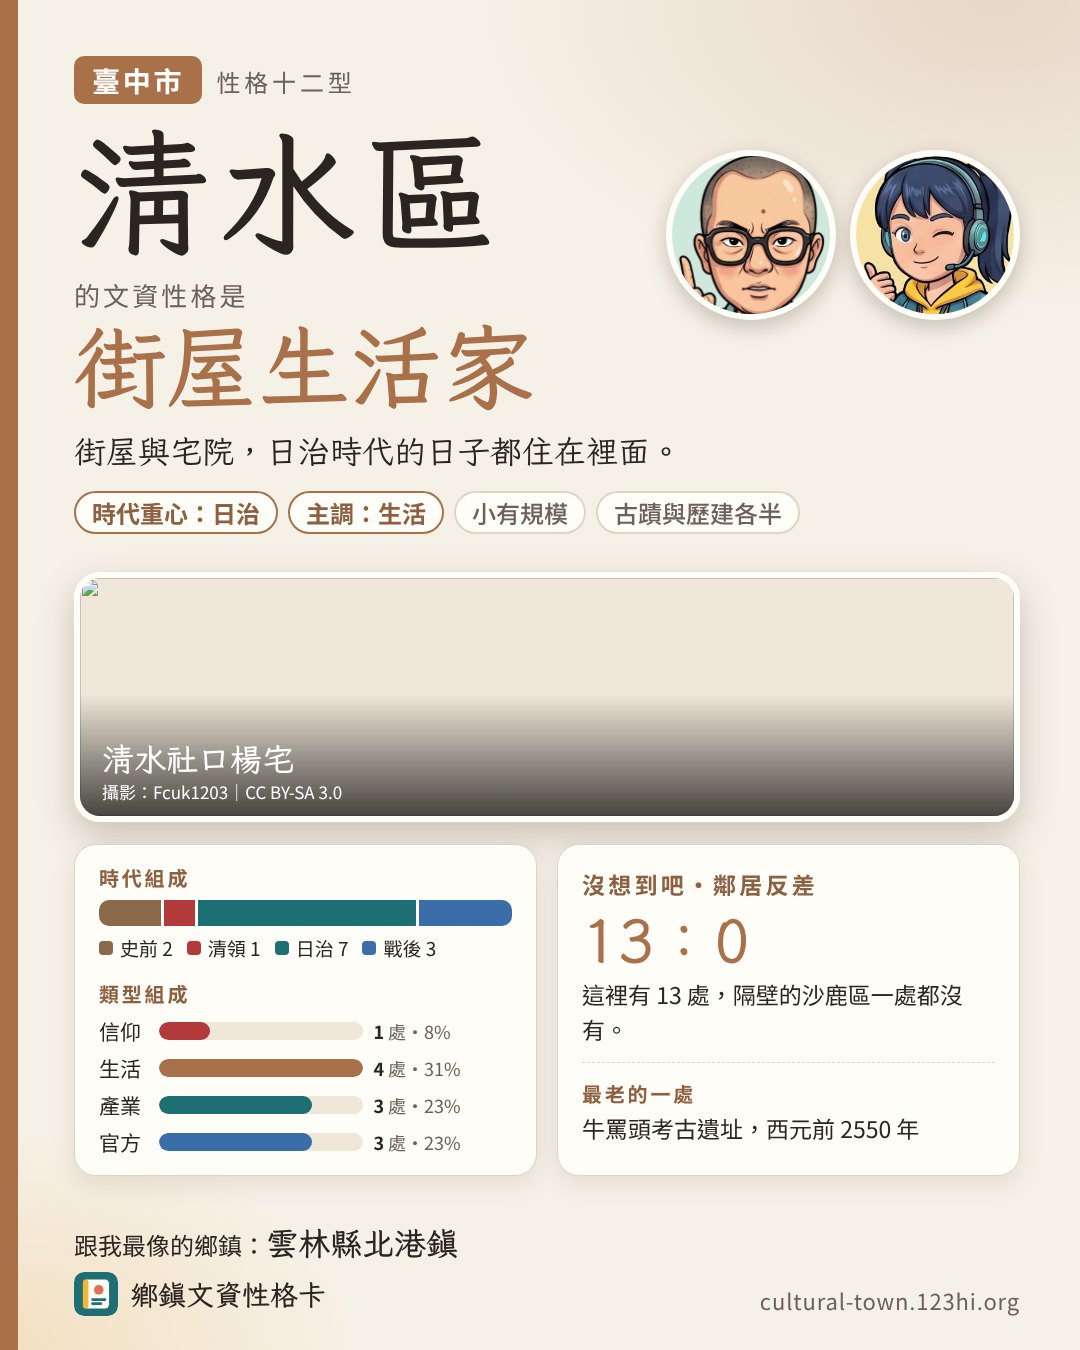 臺中市
性格十二型
清水區
的文資性格是
街屋生活家
街屋與宅院，日治時代的日子都住在裡面。
時代重心：日治
主調：生活
小有規模
古蹟與歷建各半
清水社口楊宅
攝影：Fcuk1203｜CC BY-SA 3.0
時代組成
史前 2 清領 1 日治 7 戰後 3
類型組成
信仰 1 處・8%
生活 4 處・31%
產業 3 處・23%
官方 3 處・23%
沒想到吧・鄰居反差
13：0
這裡有 13 處，隔壁的沙鹿區一處都沒
有。
最老的一處
牛罵頭考古遺址，西元前 2550 年
跟我最像的鄉鎮：雲林縣北港鎮
鄉鎮文資性格卡
cultural-town.123hi.org